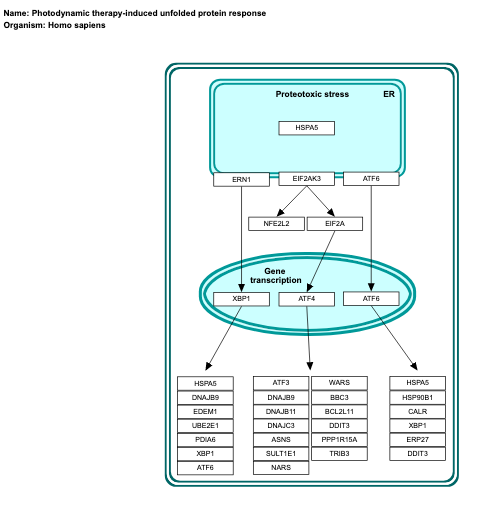 Name: Photodynamic therapy-induced unfolded protein response
Organism: Homo sapiens
Proteotoxic stress
ER
HSPA5
ERN1
EIF2AK3
ATF6
NFE2L2
EIF2A
Gene
transcription
XBP1
ATF4
ATF6
HSPA5
DNAJB9
EDEM1
UBE2E1
PDIA6
XBP1
ATF6
ATF3
DNAJB9
DNAJB11
DNAJC3
ASNS
SULT1E1
NARS
WARS
BBC3
BCL2L11
DDIT3
PPP1R15A
TRIB3
HSPA5
HSP90B1
CALR
XBP1
ERP27
DDIT3